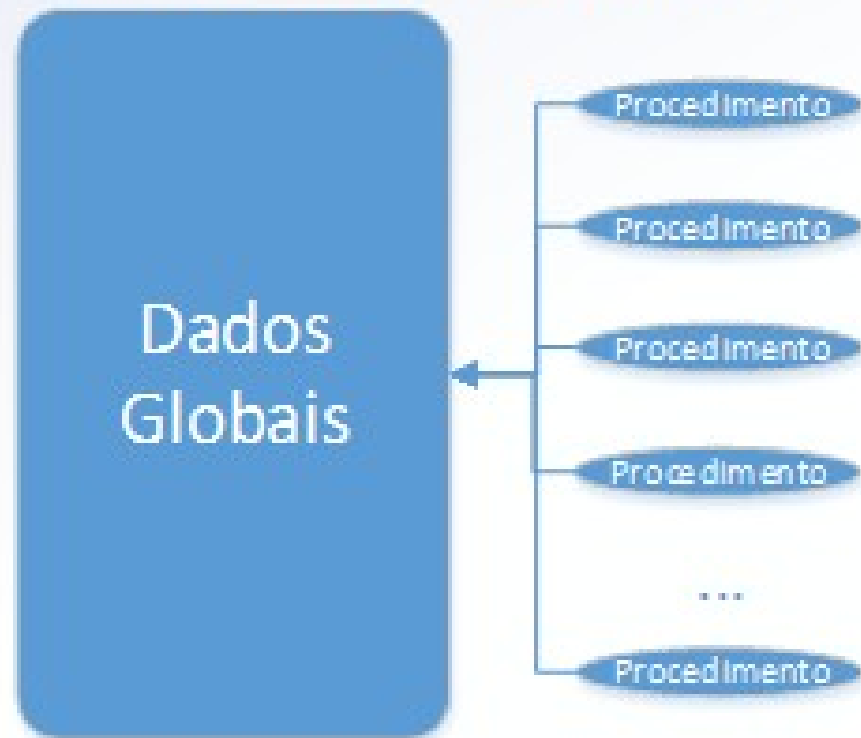 Dados
Globais
Procedimento
Procedimento
Procedimento
Procedimento
...
Procedimento